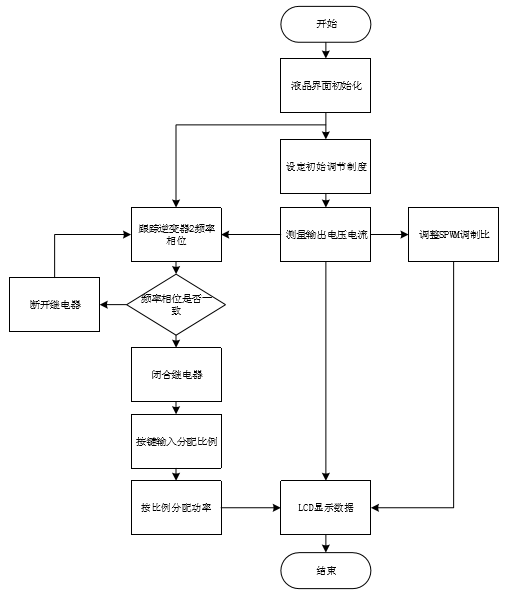 开始
液晶界面初始化
设定初始调节制度
跟踪逆变器2频率
相位
测量输出电压电流
调整SPWM调制比
断开继电器
频率相位是否一
致
闭合继电器
按键输入分配比例
按比例分配功率
LCD显示数据
结束